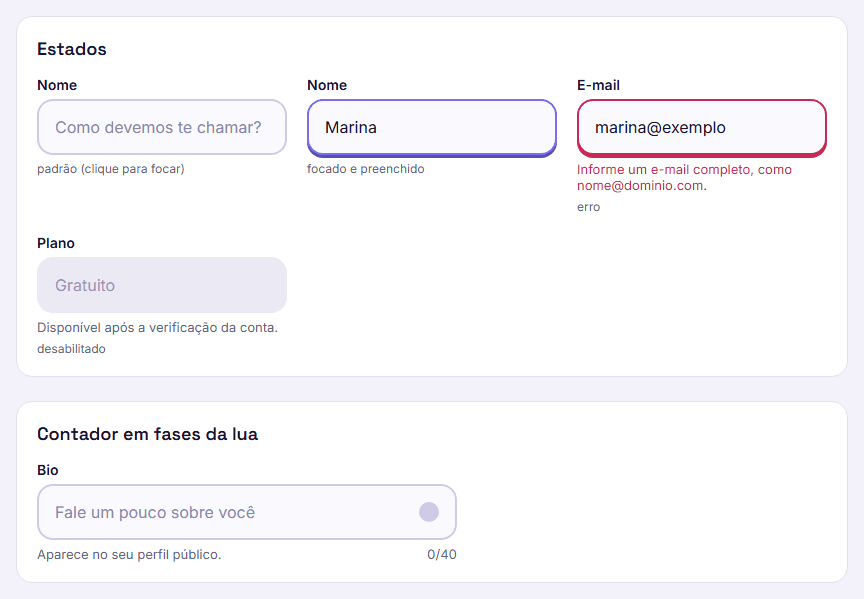 Estados
Nome
Como devemos te chamar?
padrão (clique para focar)
Nome
Marina
focado e preenchido
E-mail
marina@exemplo
Informe um e-mail completo, como
nome@dominio.com.
erro
Plano
Gratuito
Disponível após a verificação da conta.
desabilitado
Contador em fases da lua
Bio
Fale um pouco sobre você
Aparece no seu perfil público.
0/40